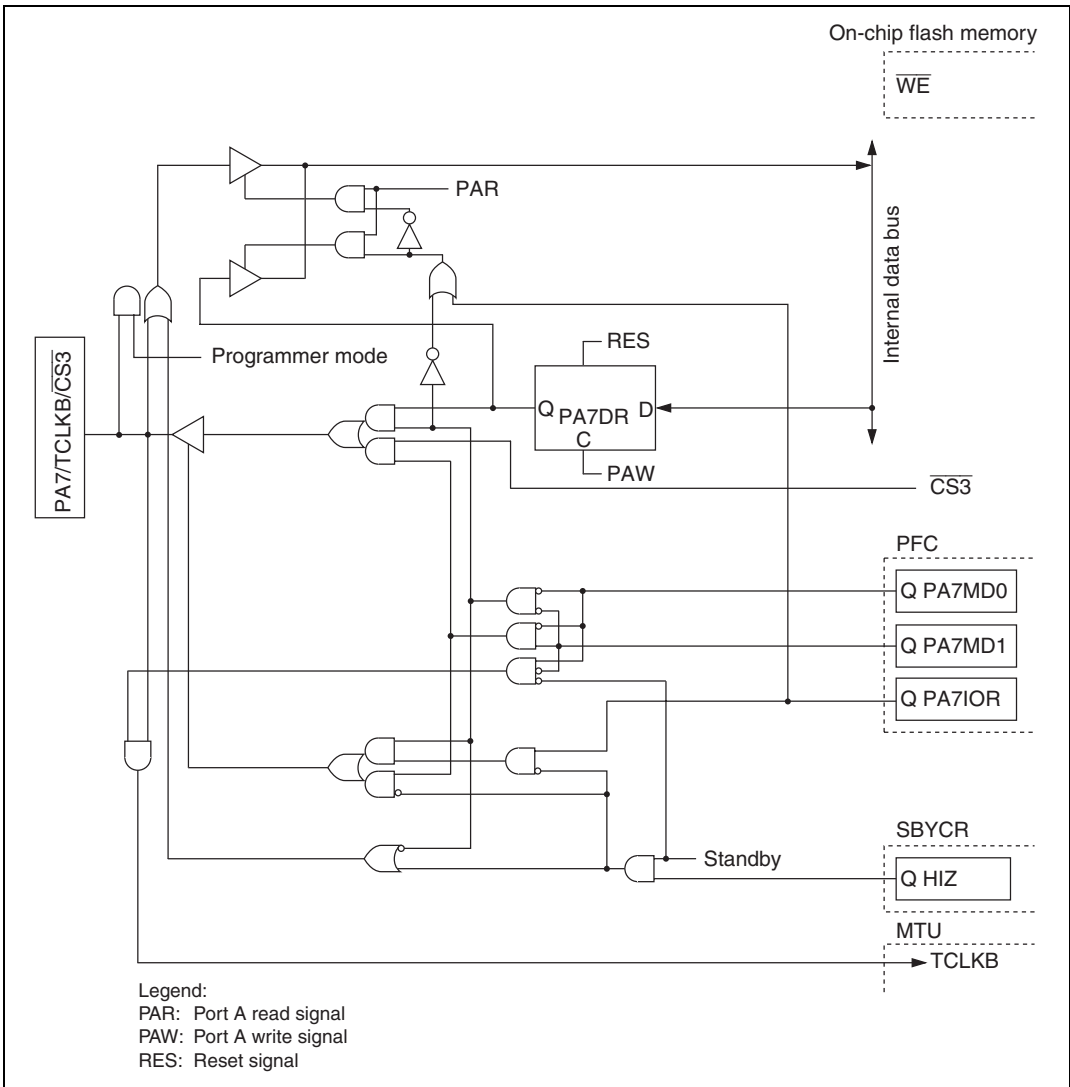 On-chip flash memory
WE
PAR
Internal data bus
Programmer mode
RES
PA7/TCLKB/CS3
Q PA7DR D
C
PAW
CS3
PFC
Q PA7MD0
Q PA7MD1
Q PA7IOR
SBYCR
Standby
Q HIZ
MTU
TCLKB
Legend:
PAR: Port A read signal
PAW: Port A write signal
RES: Reset signal